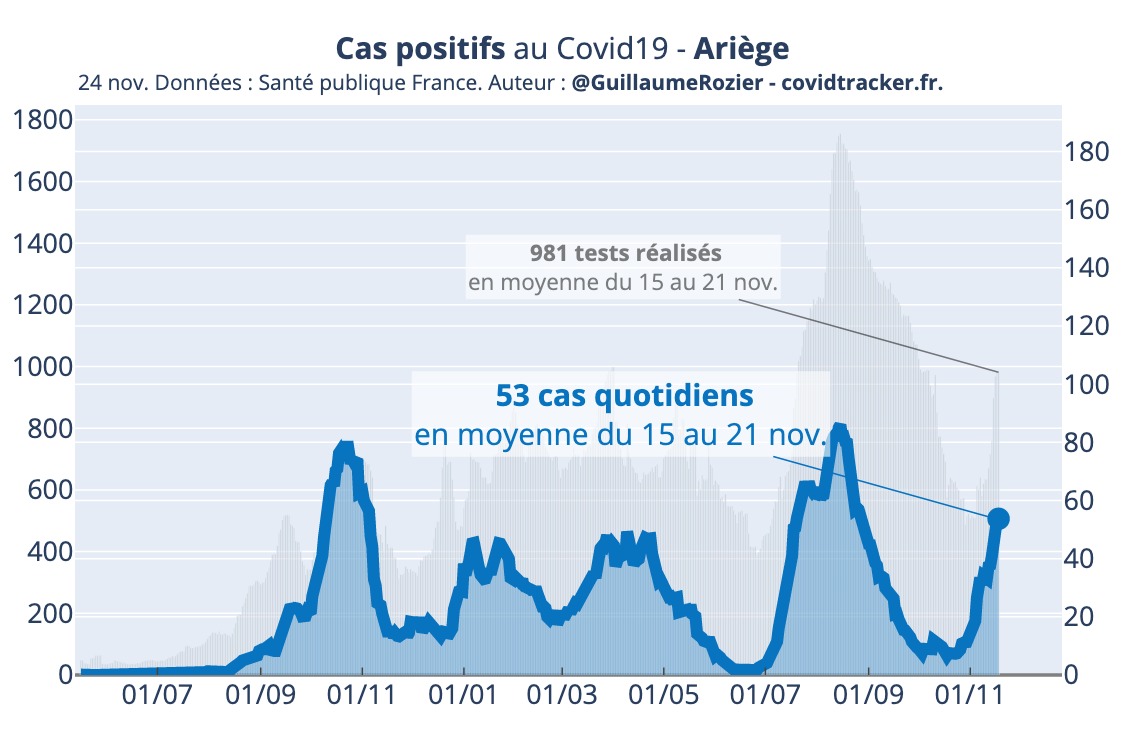 Cas positifs au Covid19 - Ariège
24 nov. Données : Santé publique France. Auteur : @GuillaumeRozier - covidtracker.fr.
1800
1600
1400
1200
1000
800
600
400
200
0
981 tests réalisés
en moyenne du 15 au 21 nov.
53 cas quotidiens
en moyenne du 15 au 21 nov.
180
160
140
120
100
80
60
40
20
0
01/07 01/09 01/11 01/01 01/03 01/05 01/07 01/09 01/11